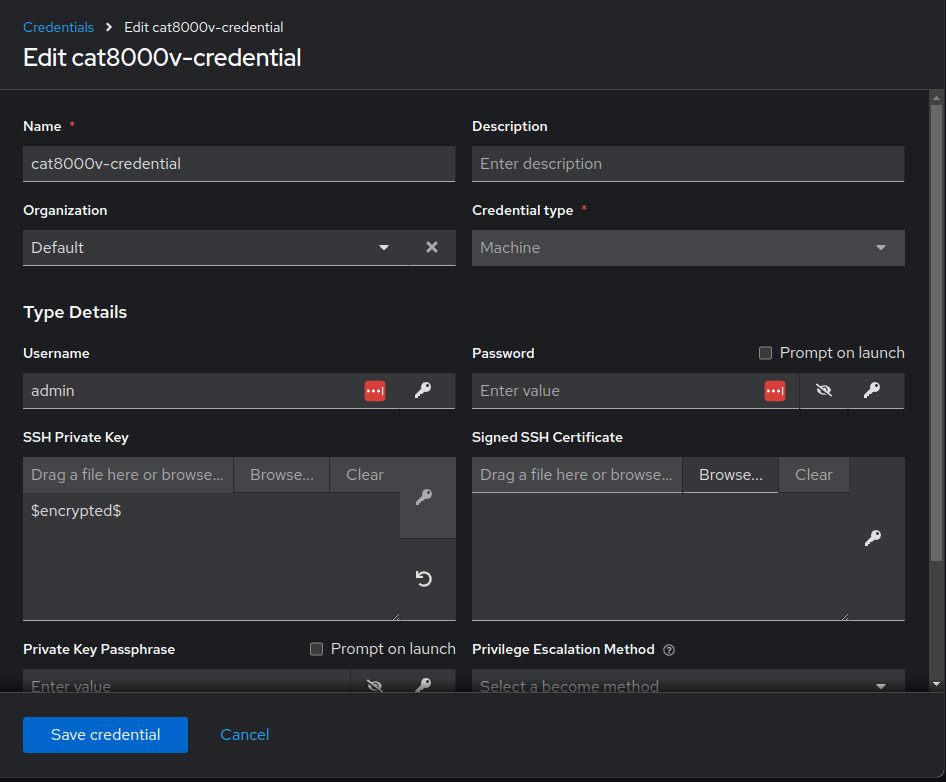 Credentials > Edit cat8000v-credential
Edit cat8000v-credential
Name *
Description
cat8000v-credential
Enter description
Organization
Credential type *
Default
Machine
Type Details
Username
Password
Prompt on launch
admin
Enter value
SSH Private Key
Signed SSH Certificate
Drag a file here or browse... Browse... Clear
Drag a file here or browse... Browse... Clear
$encrypted$
Private Key Passphrase
Prompt on launch
Privilege Escalation Method
Enter value
Select a become method
Save credential
Cancel